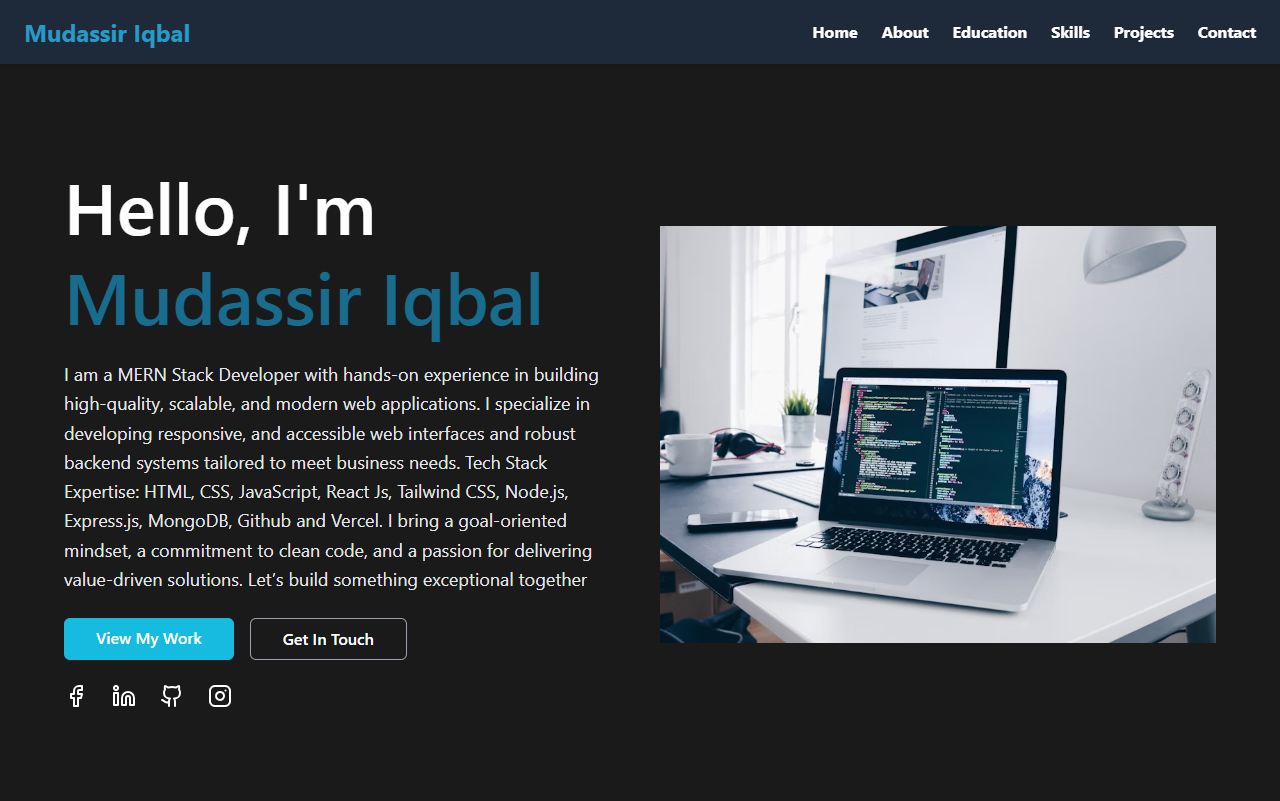 Mudassir Iqbal
Home About Education Skills Projects Contact
Hello, I'm
Mudassir Iqbal
I am a MERN Stack Developer with hands-on experience in building
high-quality, scalable, and modern web applications. I specialize in
developing responsive, and accessible web interfaces and robust
backend systems tailored to meet business needs. Tech Stack
Expertise: HTML, CSS, JavaScript, React Js, Tailwind CSS, Node.js,
Express.js, MongoDB, Github and Vercel. I bring a goal-oriented
mindset, a commitment to clean code, and a passion for delivering
value-driven solutions. Let’s build something exceptional together
View My Work
Get In Touch